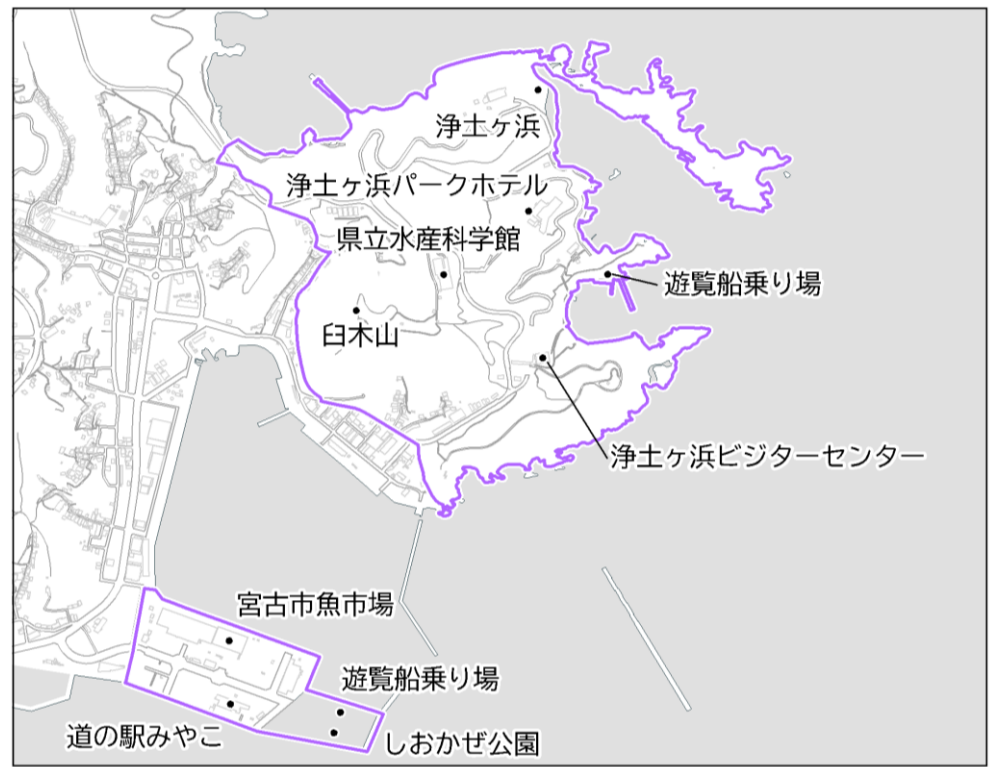 浄土ヶ浜
浄土ヶ浜パークホテル
県立水産科学館
遊覧船乗り場
臼木山
浄土ヶ浜ビジターセンター
宮古市魚市場
遊覧船乗り場
道の駅みやこ
しおかぜ公園